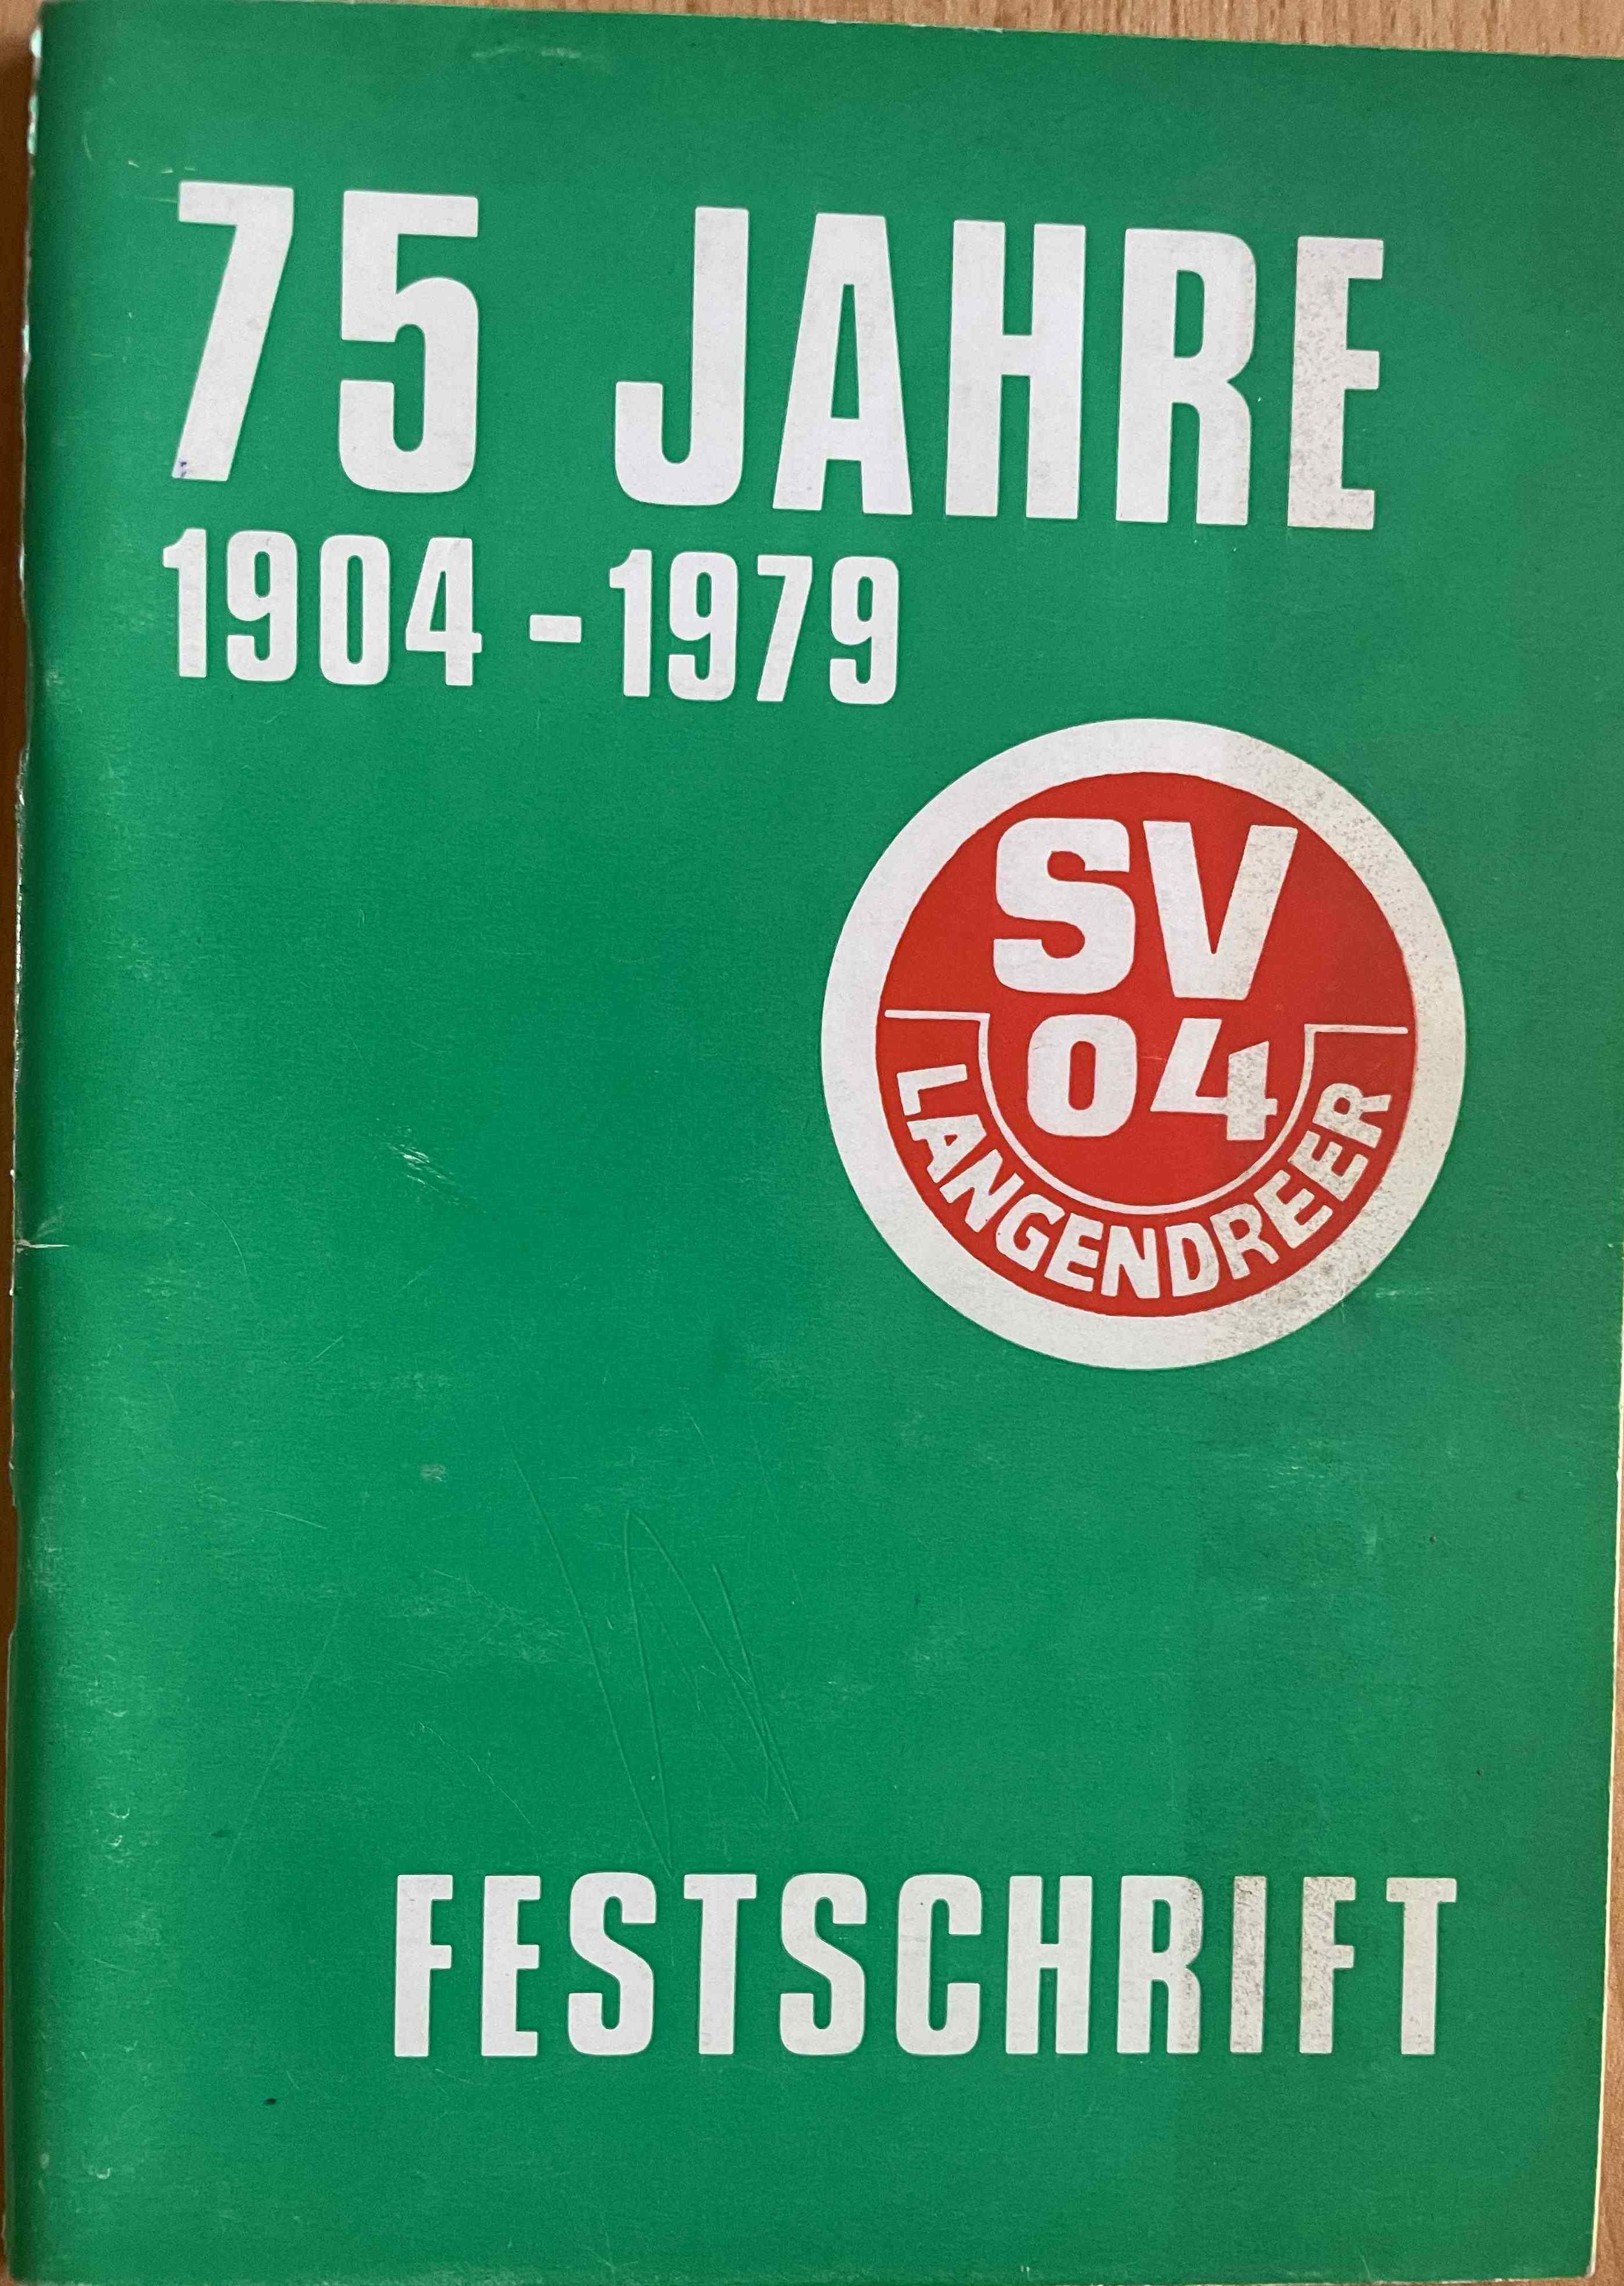 75 JAHRE
1904 - 1979
SV
04
LANGENDREER
FESTSCHRIFT